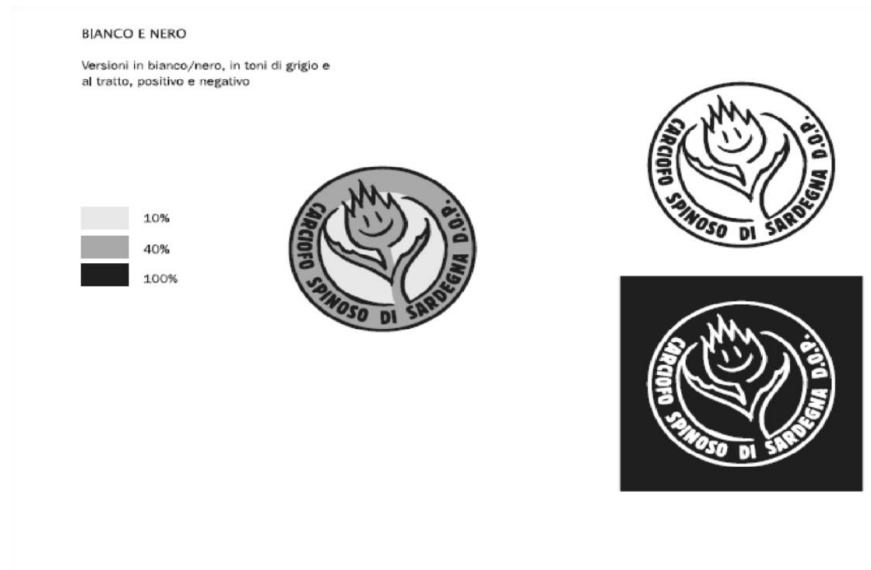 BIANCO E NERO
Versioni in bianco/nero, in toni di grigio e
al tratto, positivo e negativo
10%
40%
100%
CARCIOFO SPINOSO DI SARDEGNA D.O.P.
CARCIOFO SPINOSO DI SARDEGNA D.O.P.
CARCIOFO SPINOSO DI SARDEGNA D.O.P.